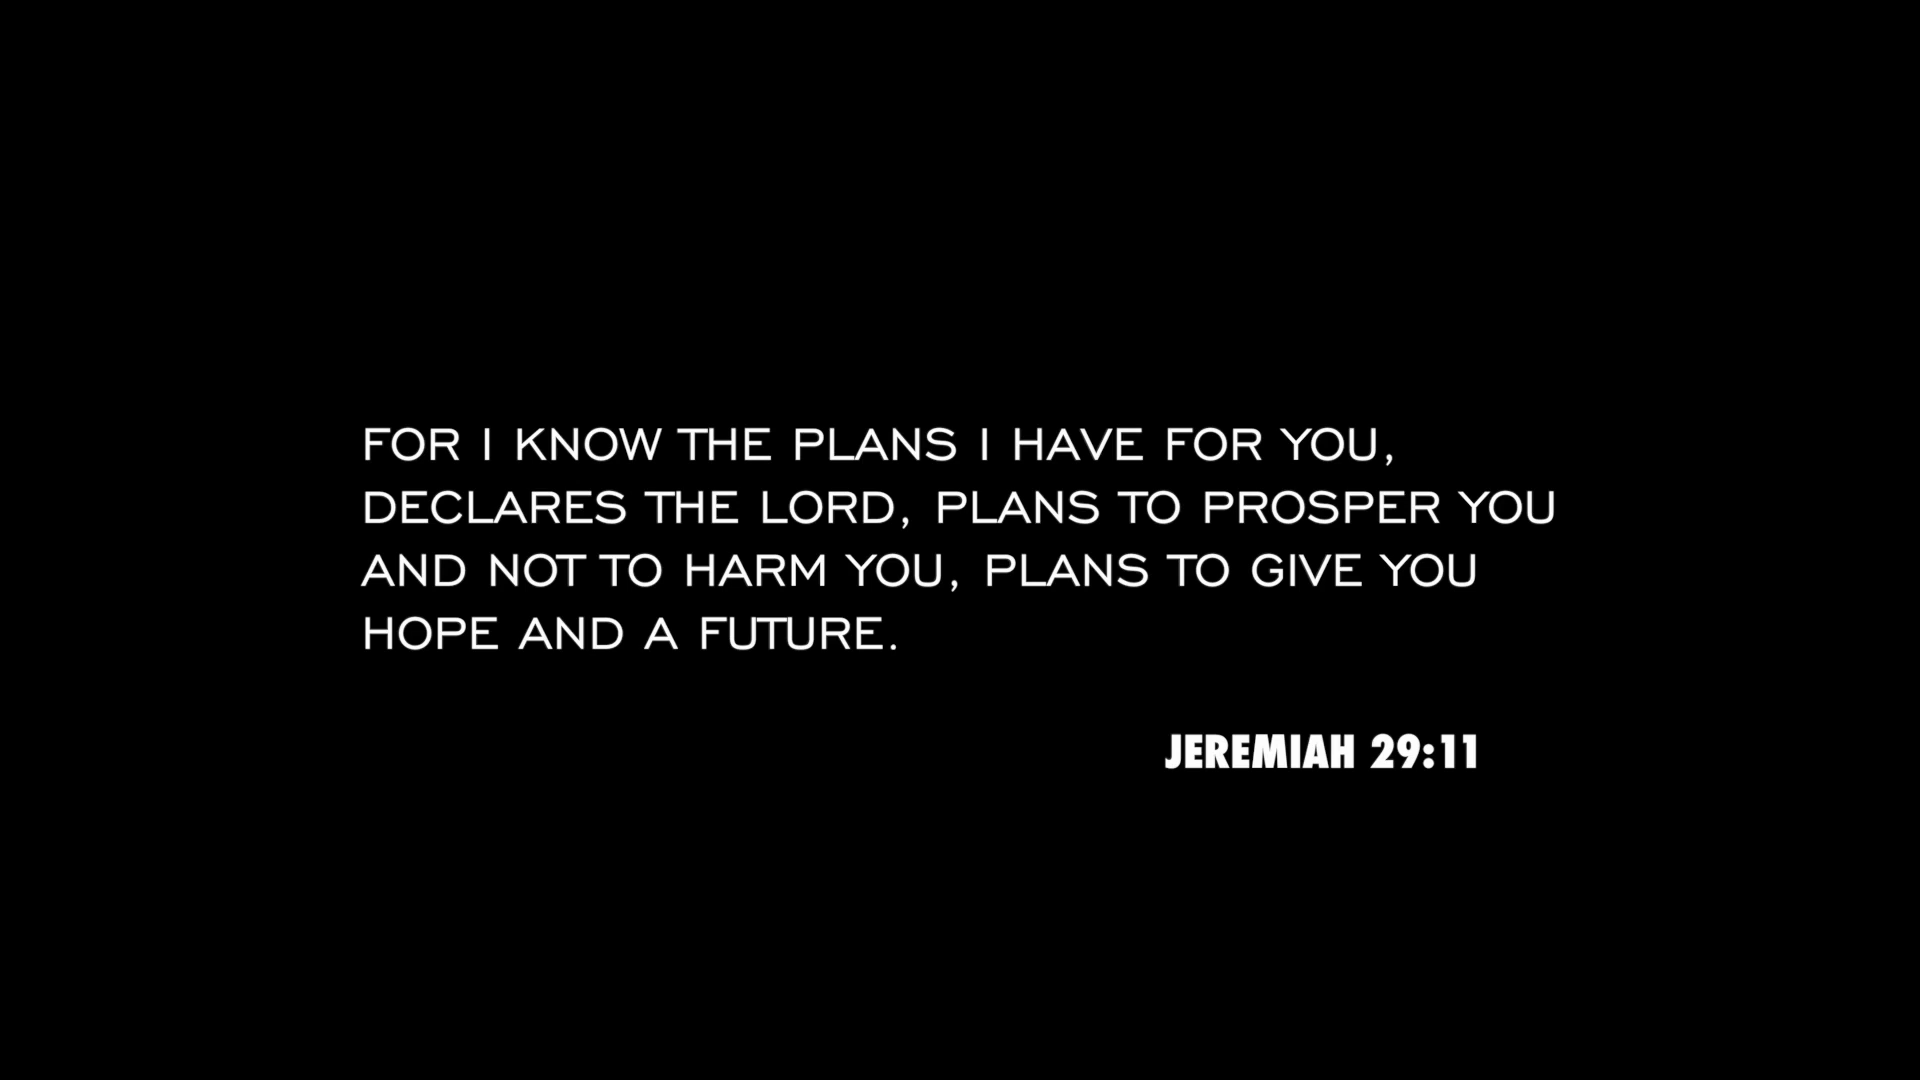 FOR I KNOW THE PLANS I HAVE FOR YOU,
DECLARES THE LORD, PLANS TO PROSPER YOU
AND NOT TO HARM YOU, PLANS TO GIVE YOU
HOPE AND A FUTURE.
JEREMIAH 29:11